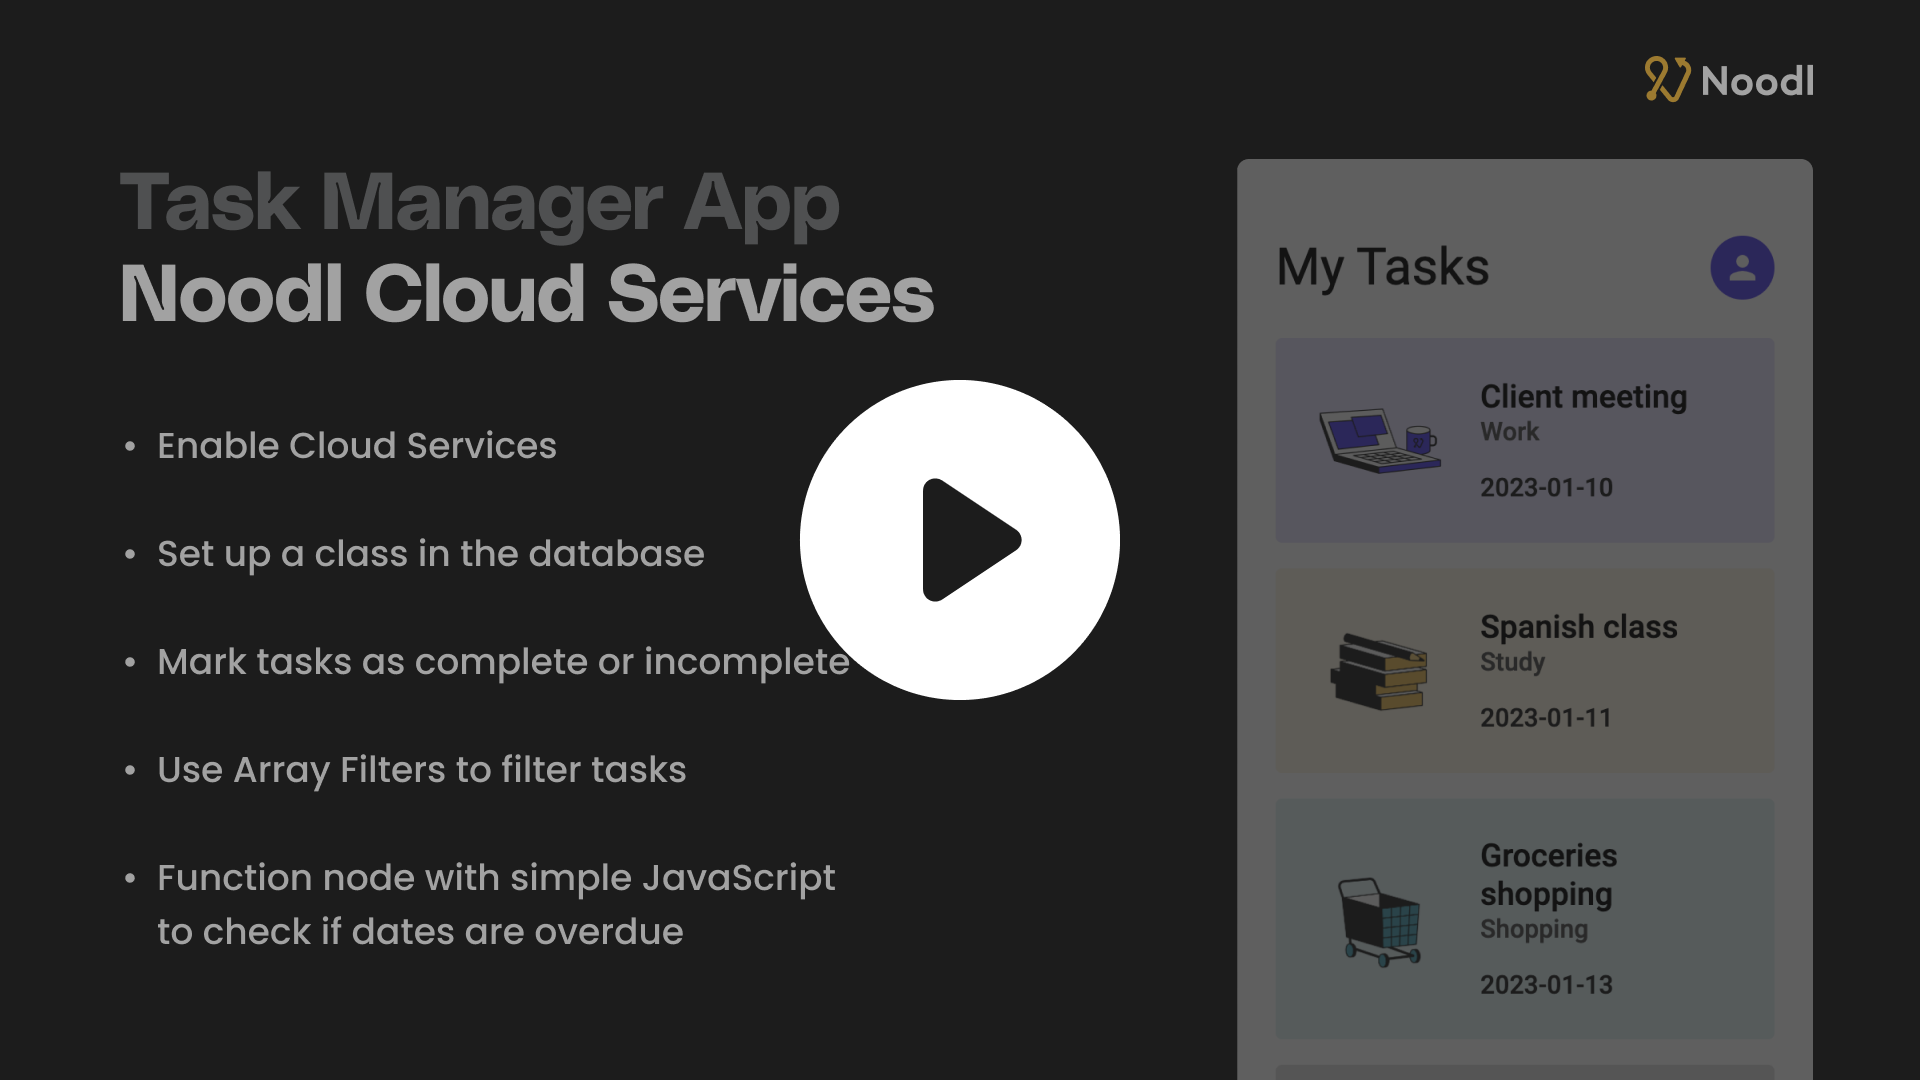 Noodl
Task Manager App
Noodl Cloud Services
• Enable Cloud Services
• Set up a class in the database
• Mark tasks as complete or incomplete
• Use Array Filters to filter tasks
• Function node with simple JavaScript
to check if dates are overdue
My Tasks
Client meeting
Work
2023-01-10
Spanish class
Study
2023-01-11
Groceries
shopping
Shopping
2023-01-13